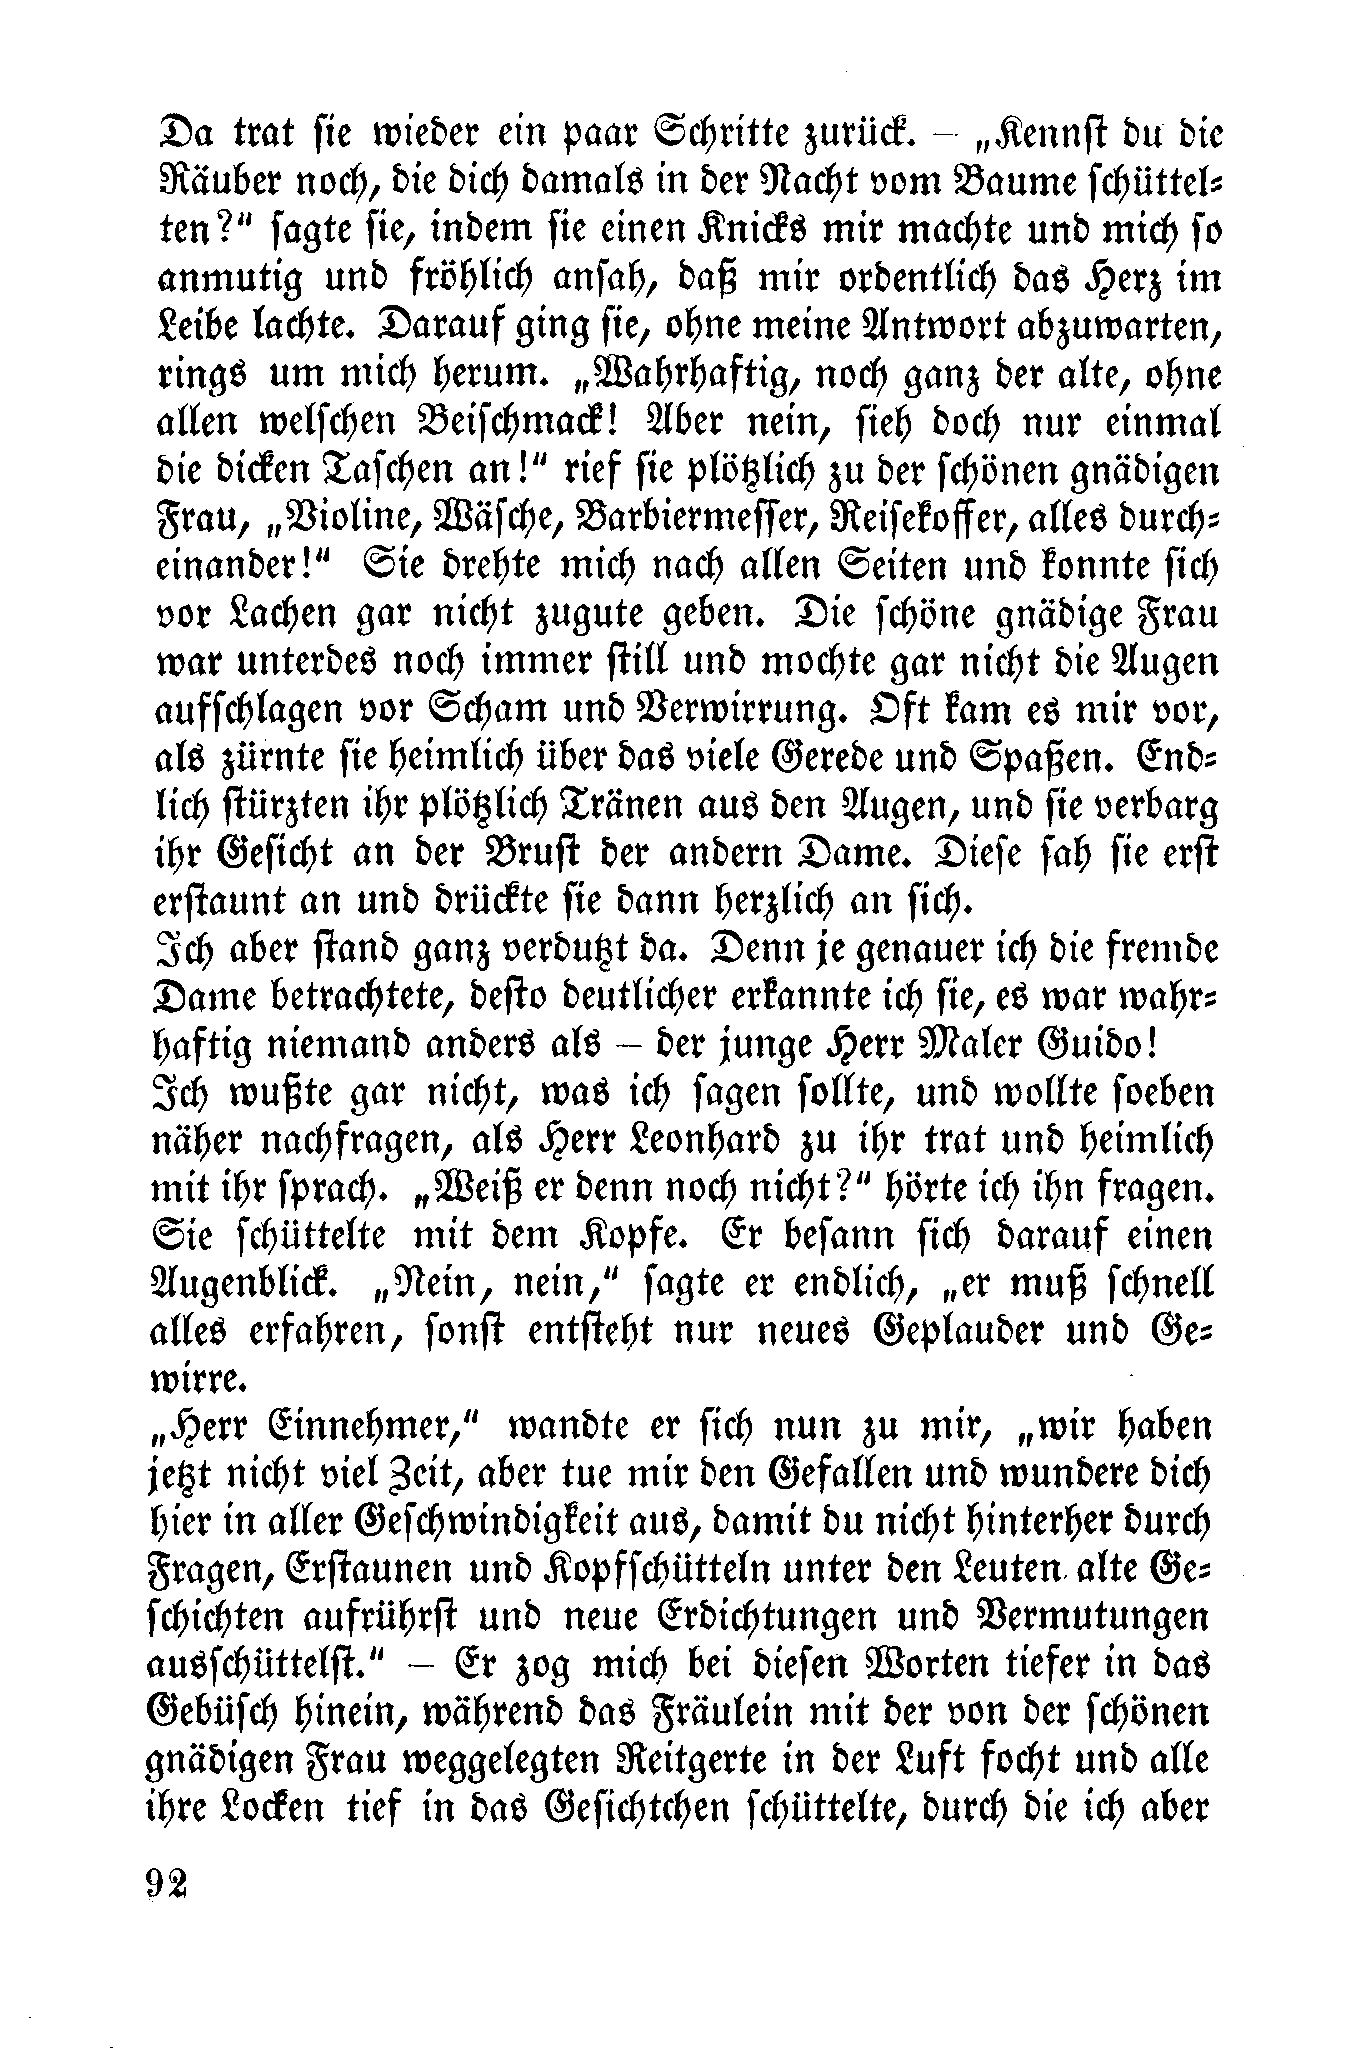 Da trat sie wieder ein paar Schritte zurück. – „Kennst du die
Räuber noch, die dich damals in der Nacht vom Baume schüttel-
ten?“ sagte sie, indem sie einen Knicks mir machte und mich so
anmutig und fröhlich ansah, daß mir ordentlich das Herz im
Leibe lachte. Darauf ging sie, ohne meine Antwort abzuwarten,
rings um mich herum. „Wahrhaftig, noch ganz der alte, ohne
allen welschen Beischmack! Aber nein, sieh doch nur einmal
die dicken Taschen an!“ rief sie plötzlich zu der schönen gnädigen
Frau, „Violine, Wäsche, Barbiermesser, Reisekoffer, alles durch-
einander!“ Sie drehte mich nach allen Seiten und konnte sich
vor Lachen gar nicht zugute geben. Die schöne gnädige Frau
war unterdes noch immer still und mochte gar nicht die Augen
aufschlagen vor Scham und Verwirrung. Oft kam es mir vor,
als zürnte sie heimlich über das viele Gerede und Spaßen. End-
lich stürzten ihr plötzlich Tränen aus den Augen, und sie verbarg
ihr Gesicht an der Brust der andern Dame. Diese sah sie erst
erstaunt an und drückte sie dann herzlich an sich.
Ich aber stand ganz verdutzt da. Denn je genauer ich die fremde
Dame betrachtete, desto deutlicher erkannte ich sie, es war wahr-
haftig niemand anders als – der junge Herr Maler Guido!
Ich wußte gar nicht, was ich sagen sollte, und wollte soeben
näher nachfragen, als Herr Leonhard zu ihr trat und heimlich
mit ihr sprach. „Weiß er denn noch nicht?“ hörte ich ihn fragen.
Sie schüttelte mit dem Kopfe. Er besann sich darauf einen
Augenblick. „Nein, nein,“ sagte er endlich, „er muß schnell
alles erfahren, sonst entsteht nur neues Geplauder und Ge-
wirre.
„Herr Einnehmer,“ wandte er sich nun zu mir, „wir haben
jetzt nicht viel Zeit, aber tue mir den Gefallen und wundere dich
hier in aller Geschwindigkeit aus, damit du nicht hinterher durch
Fragen, Erstaunen und Kopfschütteln unter den Leuten alte Ge-
schichten aufrührst und neue Erdichtungen und Vermutungen
ausschüttelst.“ – Er zog mich bei diesen Worten tiefer in das
Gebüsch hinein, während das Fräulein mit der von der schönen
gnädigen Frau weggelegten Reitgerte in der Luft focht und alle
ihre Locken tief in das Gesichtchen schüttelte, durch die ich aber
92